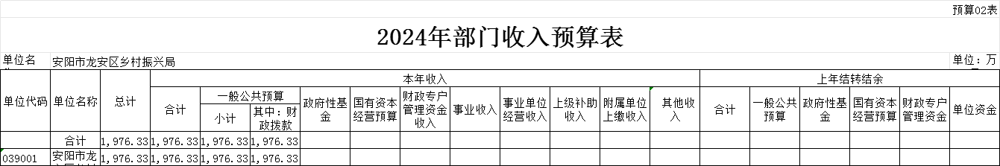 预算02表
2024年部门收入预算表
单位名
安阳市龙安区乡村振兴局
单位：万
单位代码
单位名称
总计
本年收入
上年结转结余
合计
一般公共预算
政府性基金
国有资本经营预算
财政专户管理资金收入
事业收入
事业单位经营收入
上级补助收入
附属单位上缴收入
其他收入
合计
一般公共预算
政府性基金
国有资本经营预算
财政专户管理资金
单位资金
小计
其中：财政拨款
合计 1,976.33 1,976.33 1,976.33 1,976.33
039001 安阳市龙 1,976.33 1,976.33 1,976.33 1,976.33